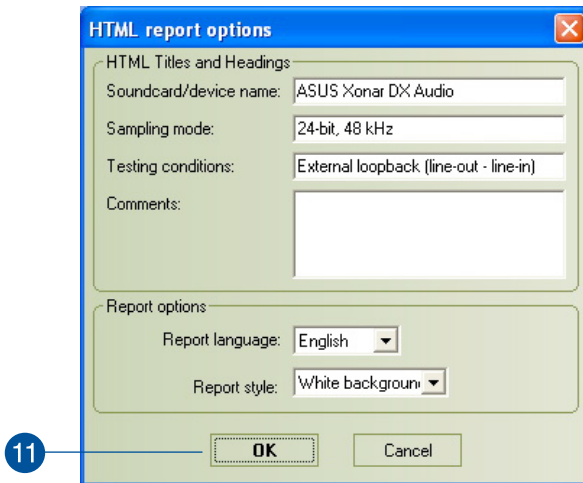 HTML report options
HTML Titles and Headings
Soundcard/device name: ASUS Xonar DX Audio
Sampling mode: 24-bit, 48 kHz
Testing conditions: External loopback (line-out - line-in)
Comments:
Report options
Report language: English
Report style: White backgroun
11 OK Cancel